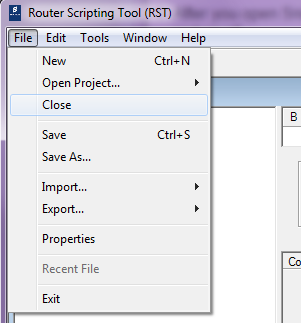 Router Scripting Tool (RST)
File Edit Tools Window Help
New Ctrl+N
Open Project...
Close
Save Ctrl+S
Save As...
Import...
Export...
Properties
Recent File
Exit
B
Co